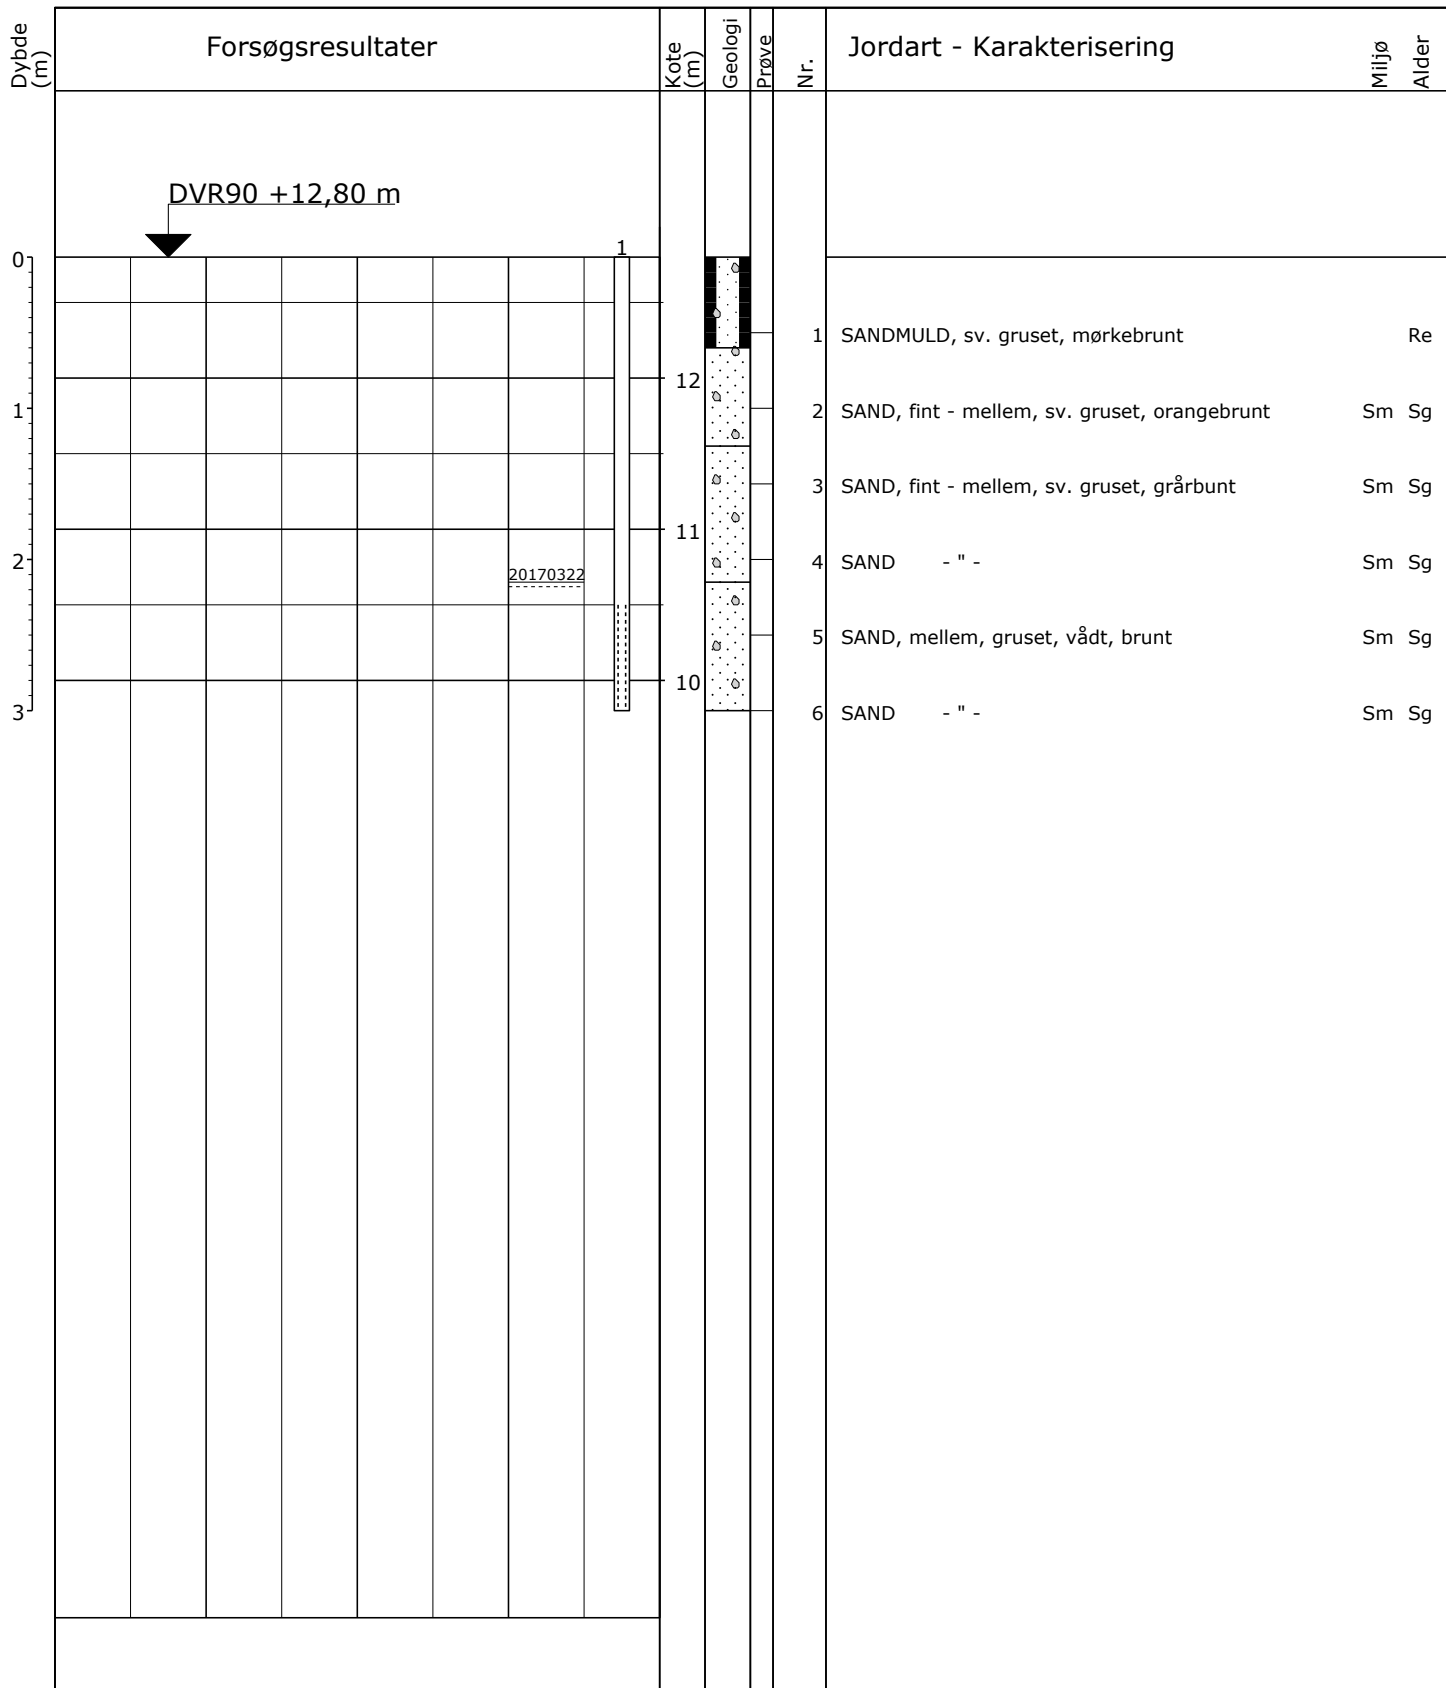 Dybde (m) Forsøgsresultater Kote (m) Geologi Prøve Nr. Jordart - Karakterisering Miljø Alder
DVR90 +12,80 m
1
0
1 SANDMULD, sv. gruset, mørkebrunt Re
12
1 2 SAND, fint - mellem, sv. gruset, orangebrunt Sm Sg
3 SAND, fint - mellem, sv. gruset, grårbunt Sm Sg
11
2 4 SAND - " - Sm Sg
20170322
5 SAND, mellem, gruset, vådt, brunt Sm Sg
10
3 6 SAND - " - Sm Sg